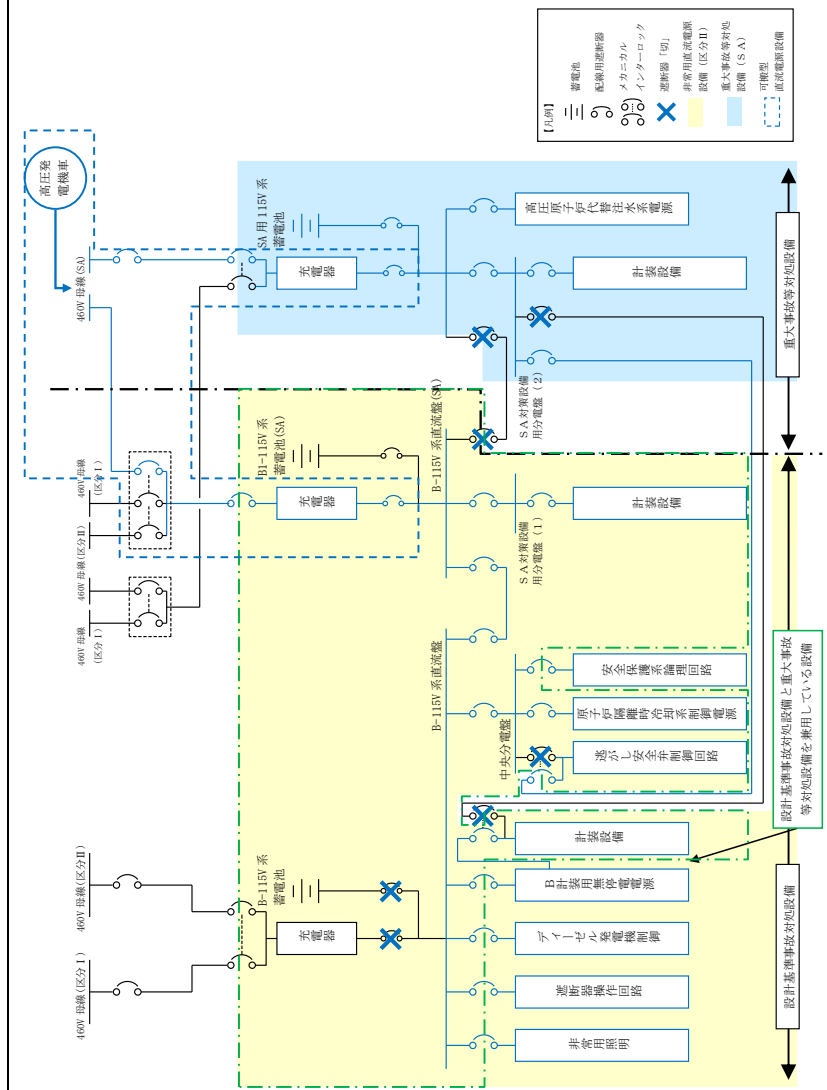 460V 母線(区分Ⅰ)
460V 母線(区分Ⅱ)
460V 母線
(区分Ⅰ)
460V 母線(区分Ⅱ)
460V 母線(区分Ⅱ)
460V 母線
(区分Ⅰ)
460V 母線(SA)
高圧発
電機車
B-115V 系
蓄電池
充電器
B1-115V 系
蓄電池(SA)
充電器
SA 用 115V 系
蓄電池
充電器
B-115V 系直流盤
B-115V 系直流盤(SA)
中央分電盤
SA対策設備
用分電盤(1)
SA対策設備
用分電盤(2)
非常用照明
遮断器操作回路
ディーゼル発電機制御
B計装用無停電電源
計装設備
逃がし安全弁制御回路
原子炉隔離時冷却系制御電源
安全保護系論理回路
計装設備
計装設備
高圧原子炉代替注水系電源
設計基準事故対処設備
設計基準事故対処設備と重大事故
等対処設備を兼用している設備
重大事故等対処設備
【凡例】
蓄電池
配線用遮断器
メカニカル
インターロック
遮断器「切」
非常用直流電源
設備(区分Ⅱ)
重大事故等対処
設備(SA)
可搬型
直流電源設備